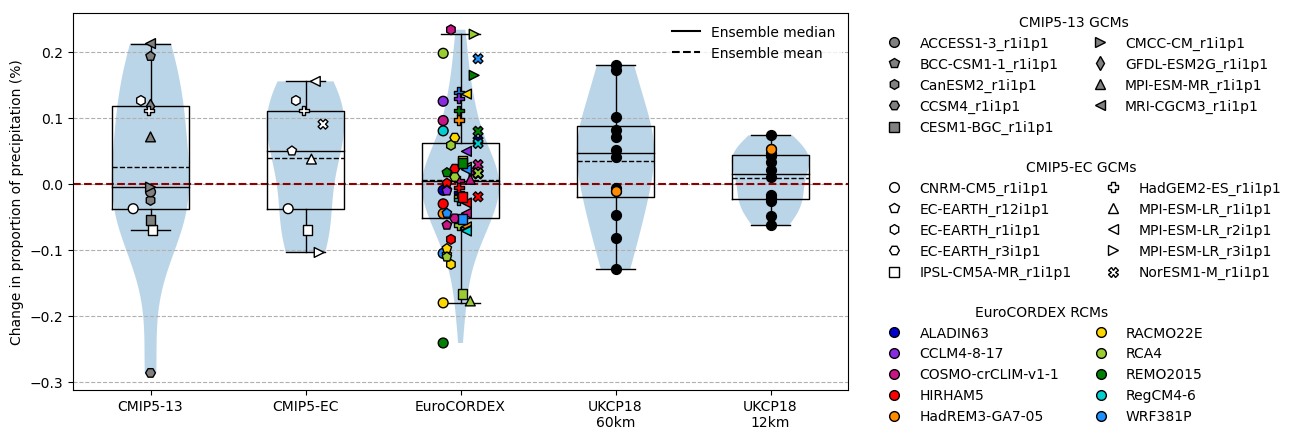 Change in proportion of precipitation (%)
0.2
0.1
0.0
−0.1
−0.2
−0.3
CMIP5-13
CMIP5-EC
EuroCORDEX
UKCP18
60km
UKCP18
12km
Ensemble median
Ensemble mean
CMIP5-13 GCMs
ACCESS1-3_r1i1p1
BCC-CSM1-1_r1i1p1
CanESM2_r1i1p1
CCSM4_r1i1p1
CESM1-BGC_r1i1p1
CMCC-CM_r1i1p1
GFDL-ESM2G_r1i1p1
MPI-ESM-MR_r1i1p1
MRI-CGCM3_r1i1p1
CMIP5-EC GCMs
CNRM-CM5_r1i1p1
EC-EARTH_r12i1p1
EC-EARTH_r1i1p1
EC-EARTH_r3i1p1
IPSL-CM5A-MR_r1i1p1
HadGEM2-ES_r1i1p1
MPI-ESM-LR_r1i1p1
MPI-ESM-LR_r2i1p1
MPI-ESM-LR_r3i1p1
NorESM1-M_r1i1p1
EuroCORDEX RCMs
ALADIN63
CCLM4-8-17
COSMO-crCLIM-v1-1
HIRHAM5
HadREM3-GA7-05
RACMO22E
RCA4
REMO2015
RegCM4-6
WRF381P